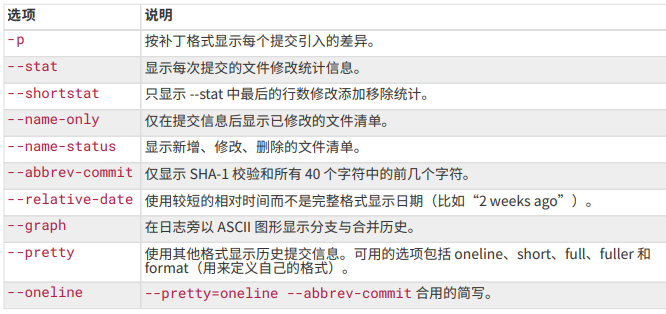 选项 说明
-p 按补丁格式显示每个提交引入的差异。
--stat 显示每次提交的文件修改统计信息。
--shortstat 只显示 --stat 中最后的行数修改添加移除统计。
--name-only 仅在提交信息后显示已修改的文件清单。
--name-status 显示新增、修改、删除的文件清单。
--abbrev-commit 仅显示 SHA-1 校验和所有 40 个字符中的前几个字符。
--relative-date 使用较短的相对时间而不是完整格式显示日期（比如“2 weeks ago”）。
--graph 在日志旁以 ASCII 图形显示分支与合并历史。
--pretty 使用其他格式显示历史提交信息。可用的选项包括 oneline、short、full、fuller 和
format（用来定义自己的格式）。
--oneline --pretty=oneline --abbrev-commit 合用的简写。